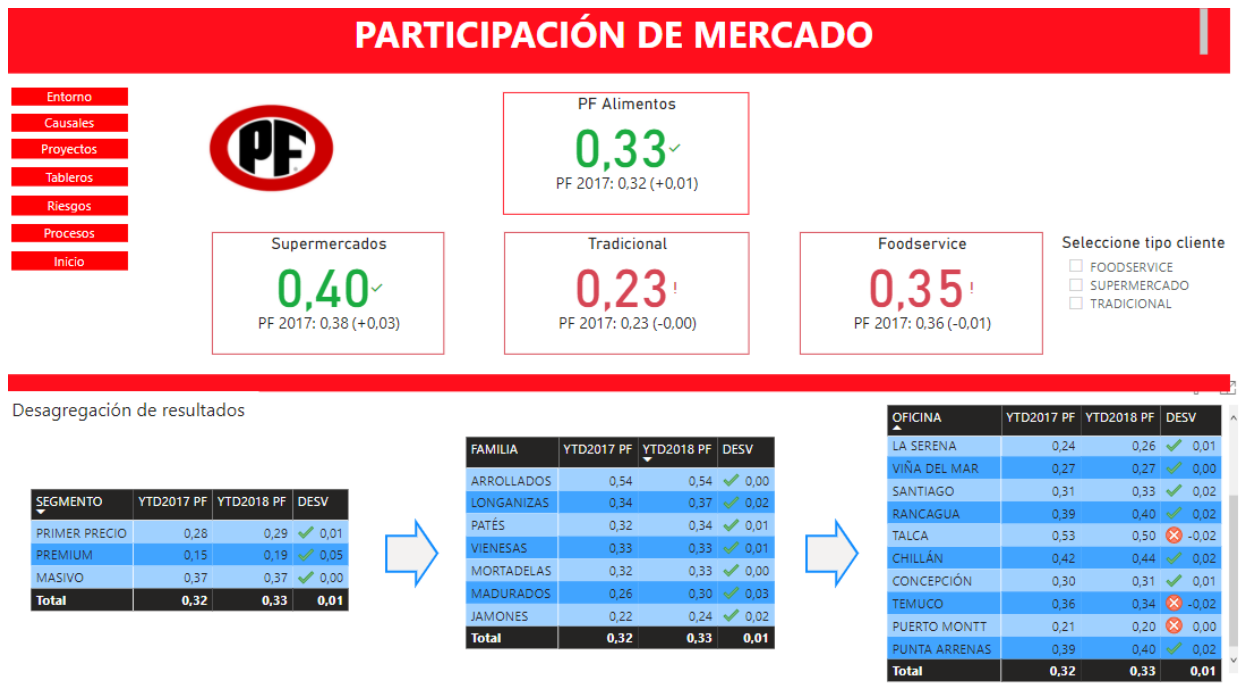 PARTICIPACIÓN DE MERCADO
Entorno
Causales
Proyectos
Tableros
Riesgos
Procesos
Inicio
PF®
PF Alimentos
0,33
PF 2017: 0,32 (+0,01)
Supermercados
0,40
PF 2017: 0,38 (+0,03)
Tradicional
0,23 !
PF 2017: 0,23 (-0,00)
Foodservice
0,35 !
PF 2017: 0,36 (-0,01)
Seleccione tipo cliente
FOODSERVICE
SUPERMERCADO
TRADICIONAL
Desagregación de resultados
SEGMENTO YTD2017 PF YTD2018 PF DESV
PRIMER PRECIO 0,28 0,29 0,01
PREMIUM 0,15 0,19 0,05
MASIVO 0,37 0,37 0,00
Total 0,32 0,33 0,01
FAMILIA YTD2017 PF YTD2018 PF DESV
ARROLLADOS 0,54 0,54 0,00
LONGANIZAS 0,34 0,37 0,02
PATÉS 0,32 0,34 0,01
VIENESAS 0,33 0,33 0,01
MORTADELAS 0,32 0,33 0,00
MADURADOS 0,26 0,30 0,03
JAMONES 0,22 0,24 0,02
Total 0,32 0,33 0,01
OFICINA YTD2017 PF YTD2018 PF DESV
LA SERENA 0,24 0,26 0,01
VIÑA DEL MAR 0,27 0,27 0,00
SANTIAGO 0,31 0,33 0,02
RANCAGUA 0,39 0,40 0,02
TALCA 0,53 0,50 -0,02
CHILLÁN 0,42 0,44 0,02
CONCEPCIÓN 0,30 0,31 0,01
TEMUCO 0,36 0,34 -0,02
PUERTO MONTT 0,21 0,20 0,00
PUNTA ARRENAS 0,39 0,40 0,02
Total 0,32 0,33 0,01